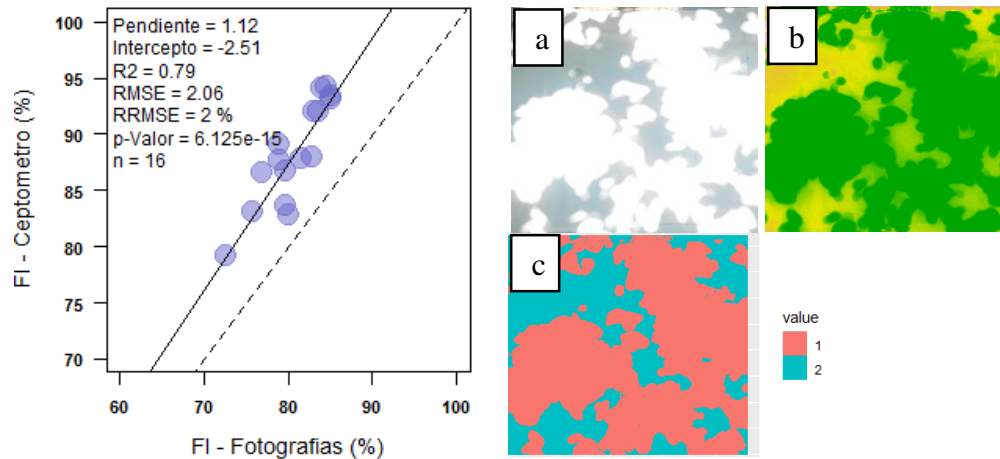 Pendiente = 1.12
Intercepto = -2.51
R2 = 0.79
RMSE = 2.06
RRMSE = 2 %
p-Valor = 6.125e-15
n = 16
100
95
90
85
80
75
70
FI - Ceptometro (%)
60 70 80 90 100
FI - Fotografias (%)
a
b
c
value
1
2